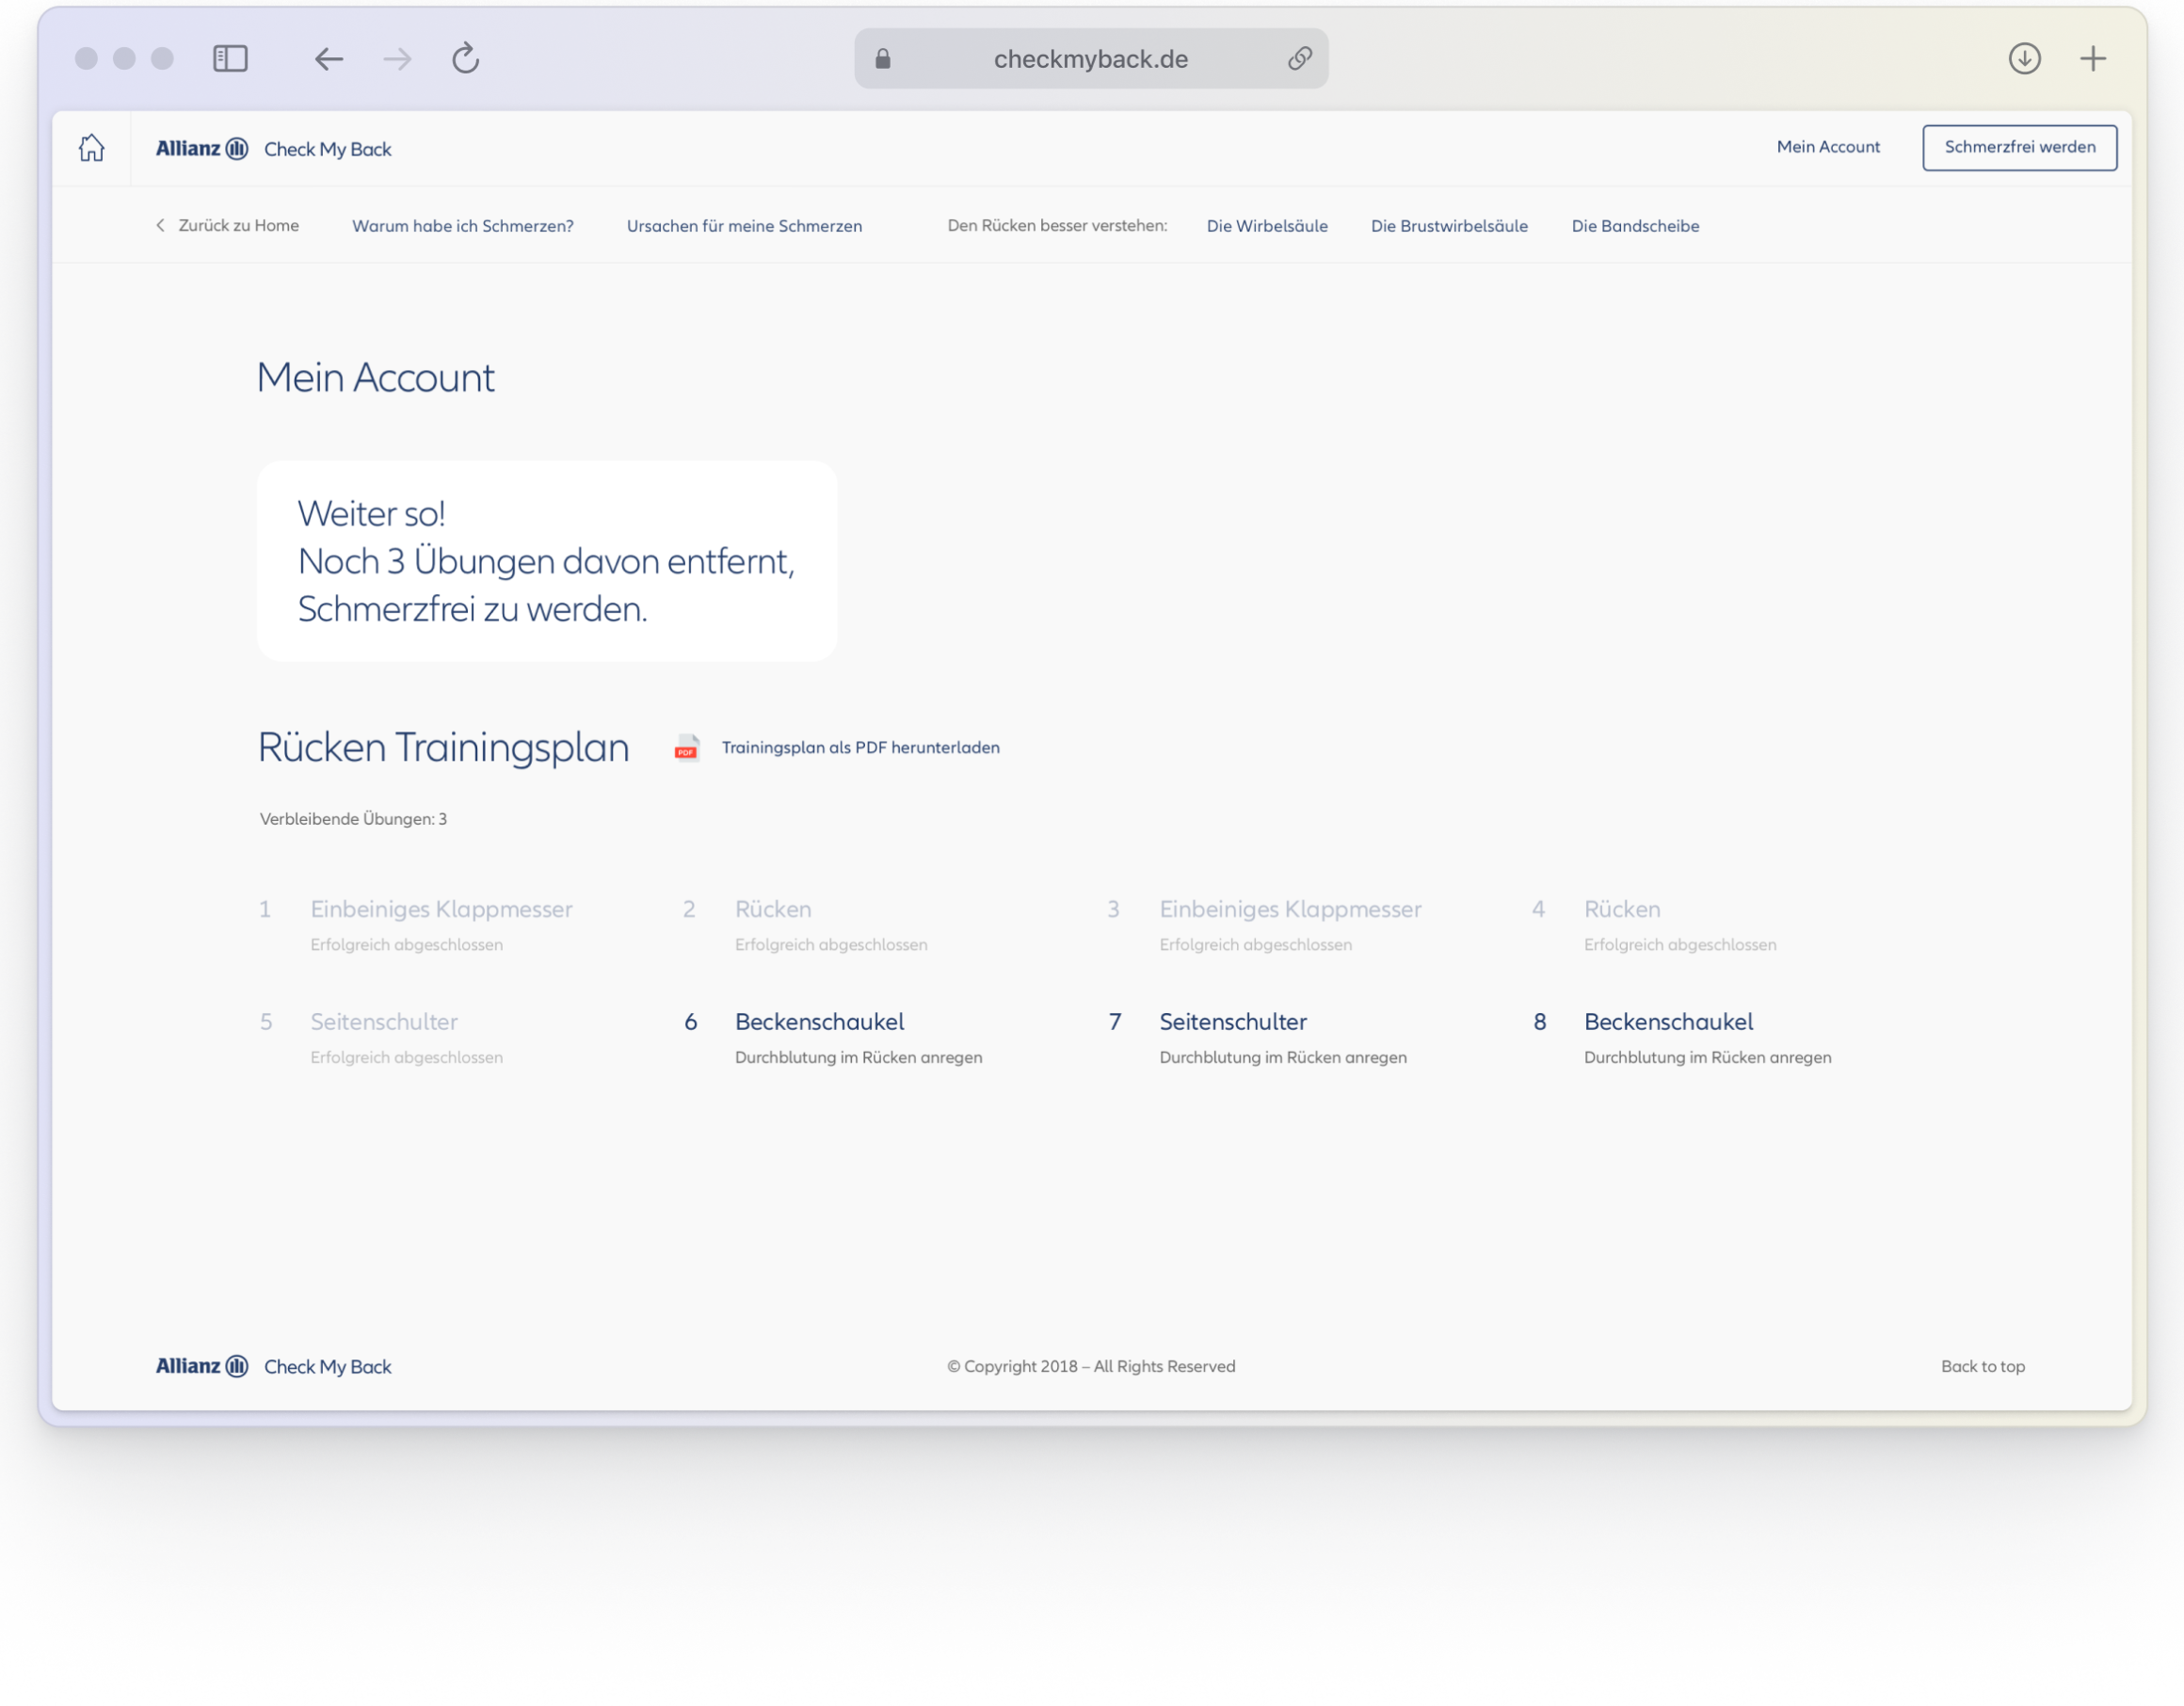 checkmyback.de
Allianz Check My Back
Mein Account
Schmerzfrei werden
Zurück zu Home
Warum habe ich Schmerzen?
Ursachen für meine Schmerzen
Den Rücken besser verstehen:
Die Wirbelsäule
Die Brustwirbelsäule
Die Bandscheibe
Mein Account
Weiter so!
Noch 3 Übungen davon entfernt,
Schmerzfrei zu werden.
Rücken Trainingsplan
PDF
Trainingsplan als PDF herunterladen
Verbleibende Übungen: 3
1 Einbeiniges Klappmesser
Erfolgreich abgeschlossen
2 Rücken
Erfolgreich abgeschlossen
3 Einbeiniges Klappmesser
Erfolgreich abgeschlossen
4 Rücken
Erfolgreich abgeschlossen
5 Seitenschulter
Erfolgreich abgeschlossen
6 Beckenschaukel
Durchblutung im Rücken anregen
7 Seitenschulter
Durchblutung im Rücken anregen
8 Beckenschaukel
Durchblutung im Rücken anregen
Allianz Check My Back
© Copyright 2018 – All Rights Reserved
Back to top